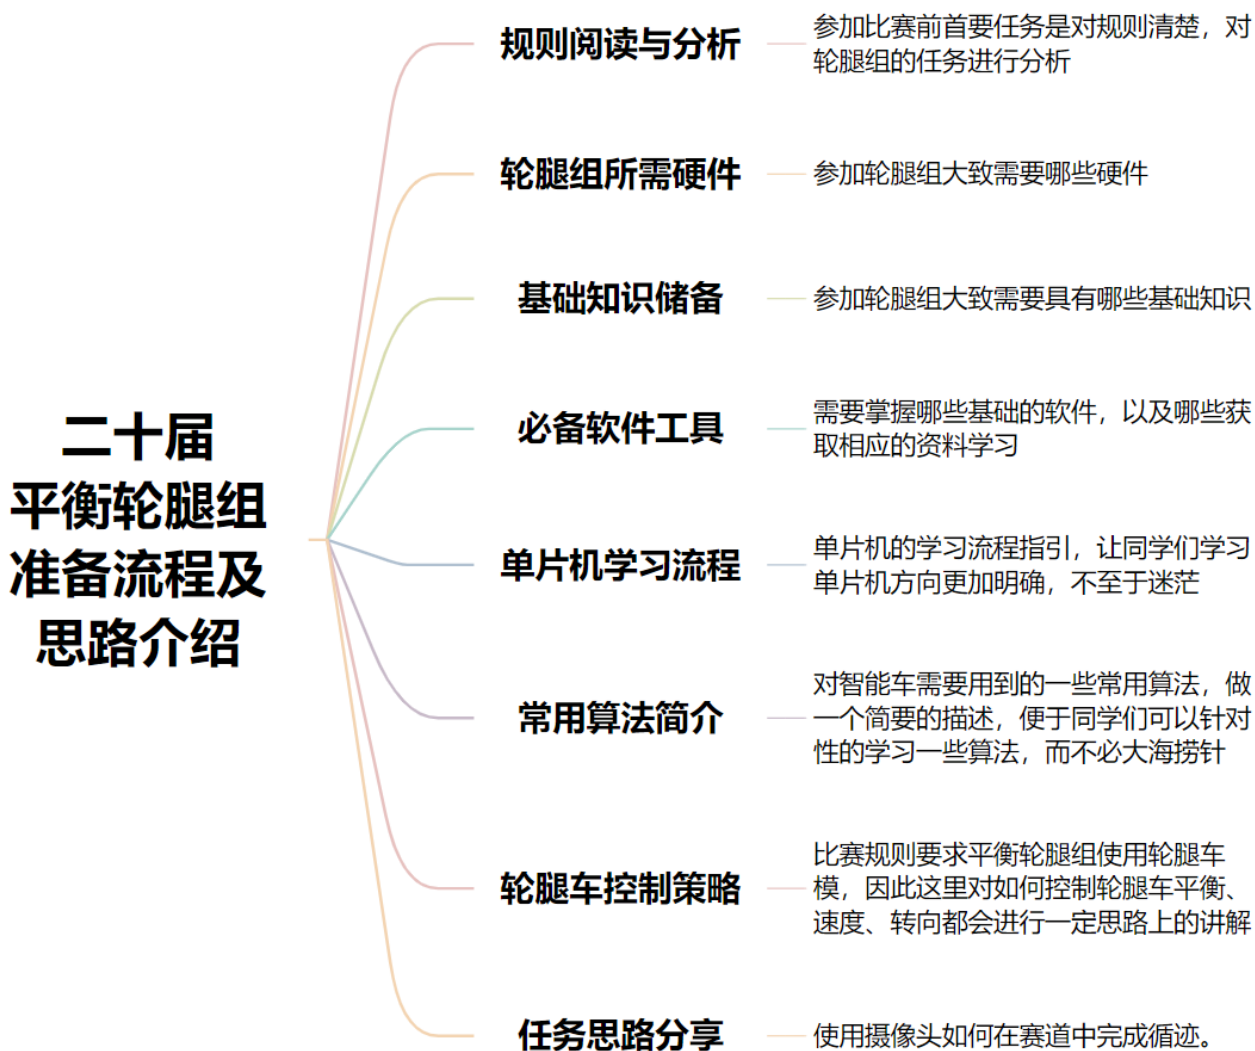 二十届
平衡轮腿组
准备流程及
思路介绍
规则阅读与分析
参加比赛前首要任务是对规则清楚，对
轮腿组的任务进行分析
轮腿组所需硬件
参加轮腿组大致需要哪些硬件
基础知识储备
参加轮腿组大致需要具有哪些基础知识
必备软件工具
需要掌握哪些基础的软件，以及哪些获
取相应的资料学习
单片机学习流程
单片机的学习流程指引，让同学们学习
单片机方向更加明确，不至于迷茫
常用算法简介
对智能车需要用到的一些常用算法，做
一个简要的描述，便于同学们可以针对
性的学习一些算法，而不必大海捞针
轮腿车控制策略
比赛规则要求平衡轮腿组使用轮腿车
模，因此这里对如何控制轮腿车平衡、
速度、转向都会进行一定思路上的讲解
任务思路分享
使用摄像头如何在赛道中完成循迹。